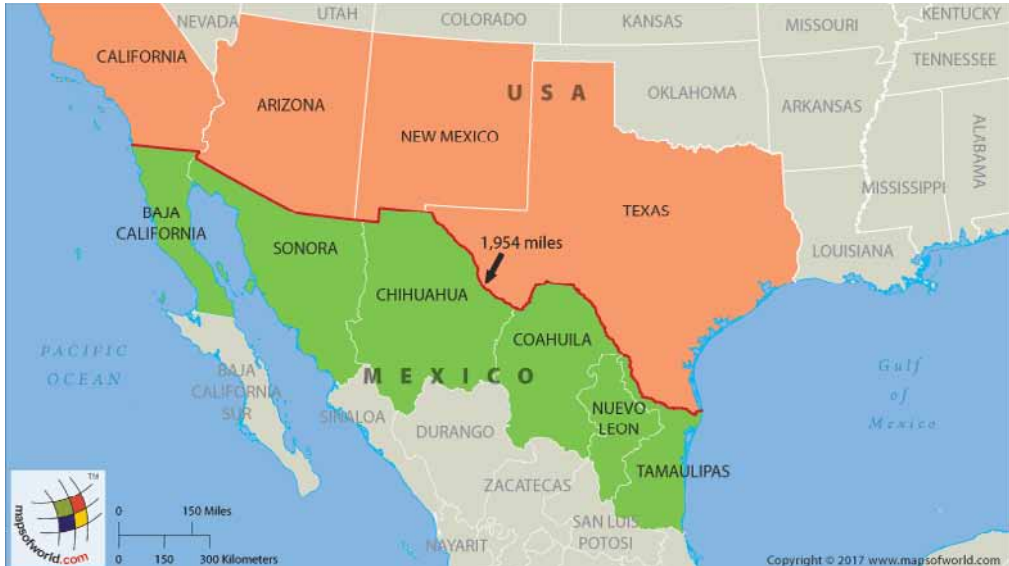 NEVADA
UTAH
COLORADO
KANSAS
MISSOURI
KENTUCKY
CALIFORNIA
ARIZONA
NEW MEXICO
USA
OKLAHOMA
ARKANSAS
TENNESSEE
MISSISSIPPI
ALABAMA
TEXAS
LOUISIANA
BAJA
CALIFORNIA
SONORA
1,954 miles
CHIHUAHUA
COAHUILA
PACIFIC
OCEAN
MEXICO
BAJA
CALIFORNIA
SUR
SINALOA
DURANGO
NUEVO
LEON
TAMAULIPAS
Gulf
of
Mexico
ZACATECAS
SAN LUIS
POTOSI
NAYARIT
TM
mapsofworld.com
0 150 Miles
0 150 300 Kilometers
Copyright © 2017 www.mapsofworld.com